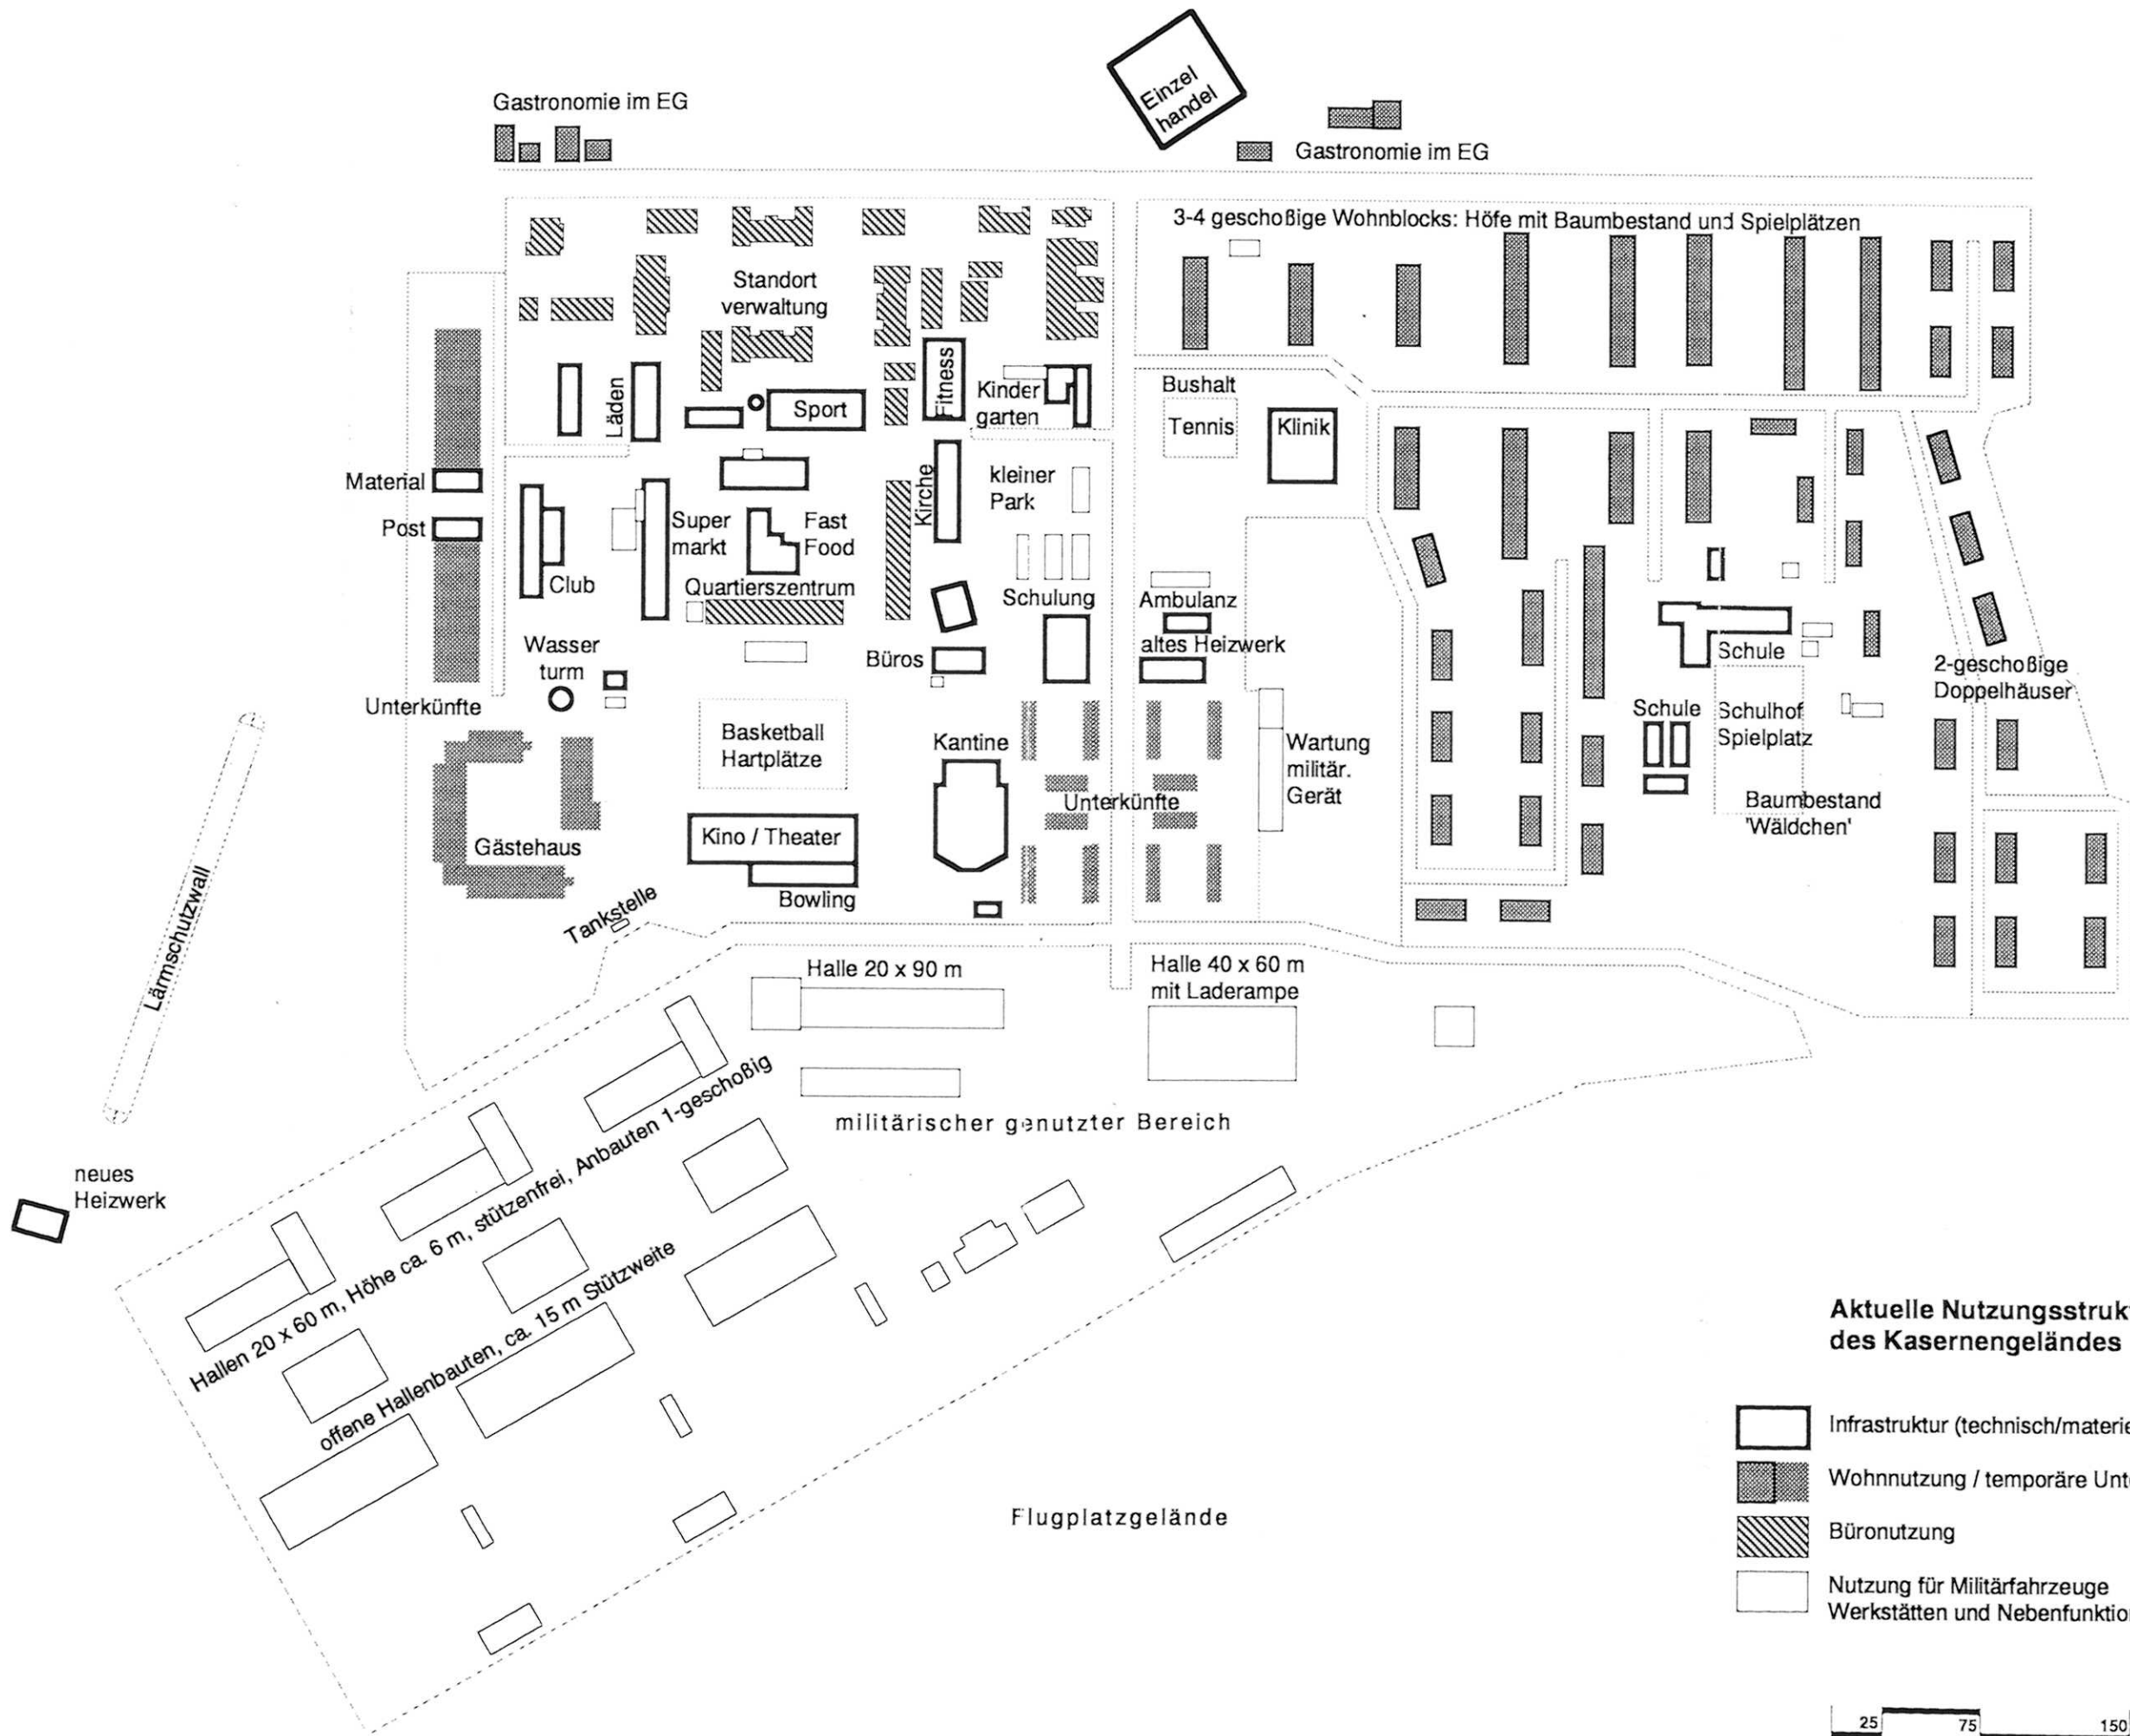 Einzel
handel
Gastronomie im EG
Gastronomie im EG
3-4 geschoßige Wohnblocks: Höfe mit Baumbestand und Spielplätzen
Standort
verwaltung
Läden
Sport
Fitness
Kinder
garten
Bushalt
Tennis
Klinik
Material
Post
Club
Super
markt
Fast
Food
Quartierszentrum
Kirche
kleiner
Park
Schulung
Büros
Ambulanz
altes Heizwerk
Wasser
turm
Unterkünfte
Schule
Schule
Schulhof
Spielplatz
2-geschoßige
Doppelhäuser
Basketball
Hartplätze
Kantine
Wartung
militär.
Gerät
Unterkünfte
Baumbestand
'Wäldchen'
Gästehaus
Kino / Theater
Bowling
Tankstelle
Lärmschutzwall
Halle 20 x 90 m
Halle 40 x 60 m
mit Laderampe
militärischer genutzter Bereich
neues
Heizwerk
Hallen 20 x 60 m, Höhe ca. 6 m, stützenfrei, Anbauten 1-geschoßig
offene Hallenbauten, ca. 15 m Stützweite
Flugplatzgelände
Aktuelle Nutzungsstruk
des Kasernengeländes
Infrastruktur (technisch/materie
Wohnnutzung / temporäre Unt
Büronutzung
Nutzung für Militärfahrzeuge
Werkstätten und Nebenfunktio
25 75 150